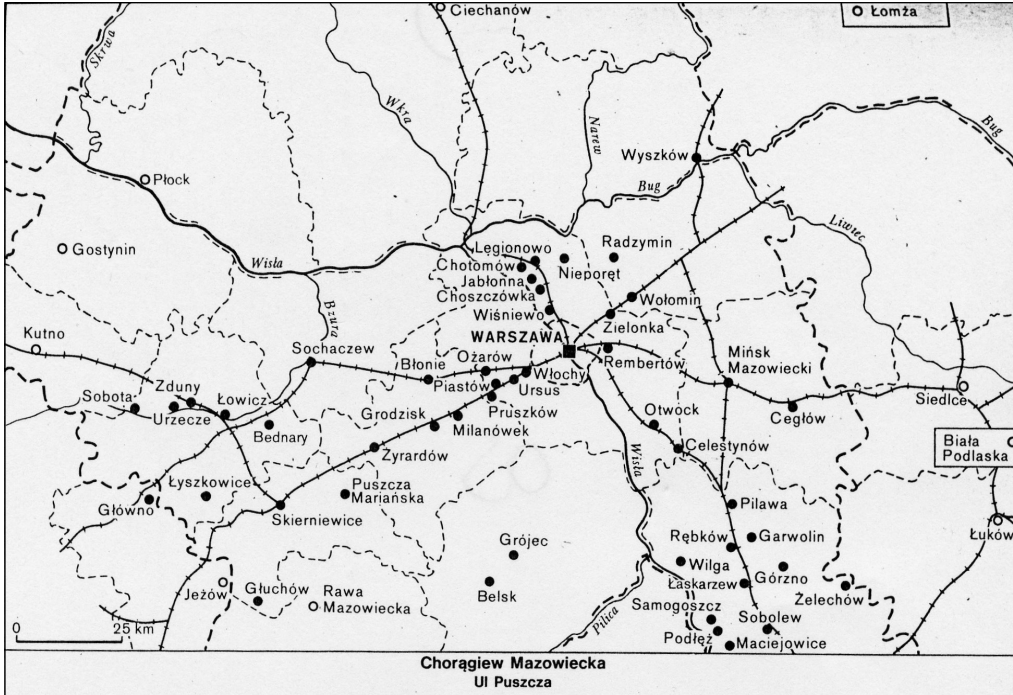 Ciechanów
Łomża
Skrwa
Wkra
Narew
Bug
Wyszków
Płock
Bug
Liwiec
Gostynin
Wisła
Legionowo
Radzymin
Chotomów
Nieporęt
Jabłonna
Choszczówka
Bzura
Wołomin
Wiśniewo
Zielonka
Kutno
WARSZAWA
Sochaczew
Rembertów
Ożarów
Błonie
Włochy
Mińsk
Mazowiecki
Piastów
Ursus
Zduny
Sobota
Łowicz
Siedlce
Urzecze
Pruszków
Grodzisk
Otwock
Cegłów
Bednary
Milanówek
Biała
Podlaska
Żyrardów
Celestynów
Wisła
Łyszkowice
Puszcza
Mariańska
Główno
Pilawa
Skierniewice
Łuków
Rębków
Garwolin
Grójec
Wilga
Górzno
Łaskarzew
Jeżów
Głuchów
Rawa
Mazowiecka
Belsk
Żelechów
Pilica
Samogoszcz
Sobolew
0
25 km
Podłęż
Maciejowice
Chorągiew Mazowiecka
Ul Puszcza